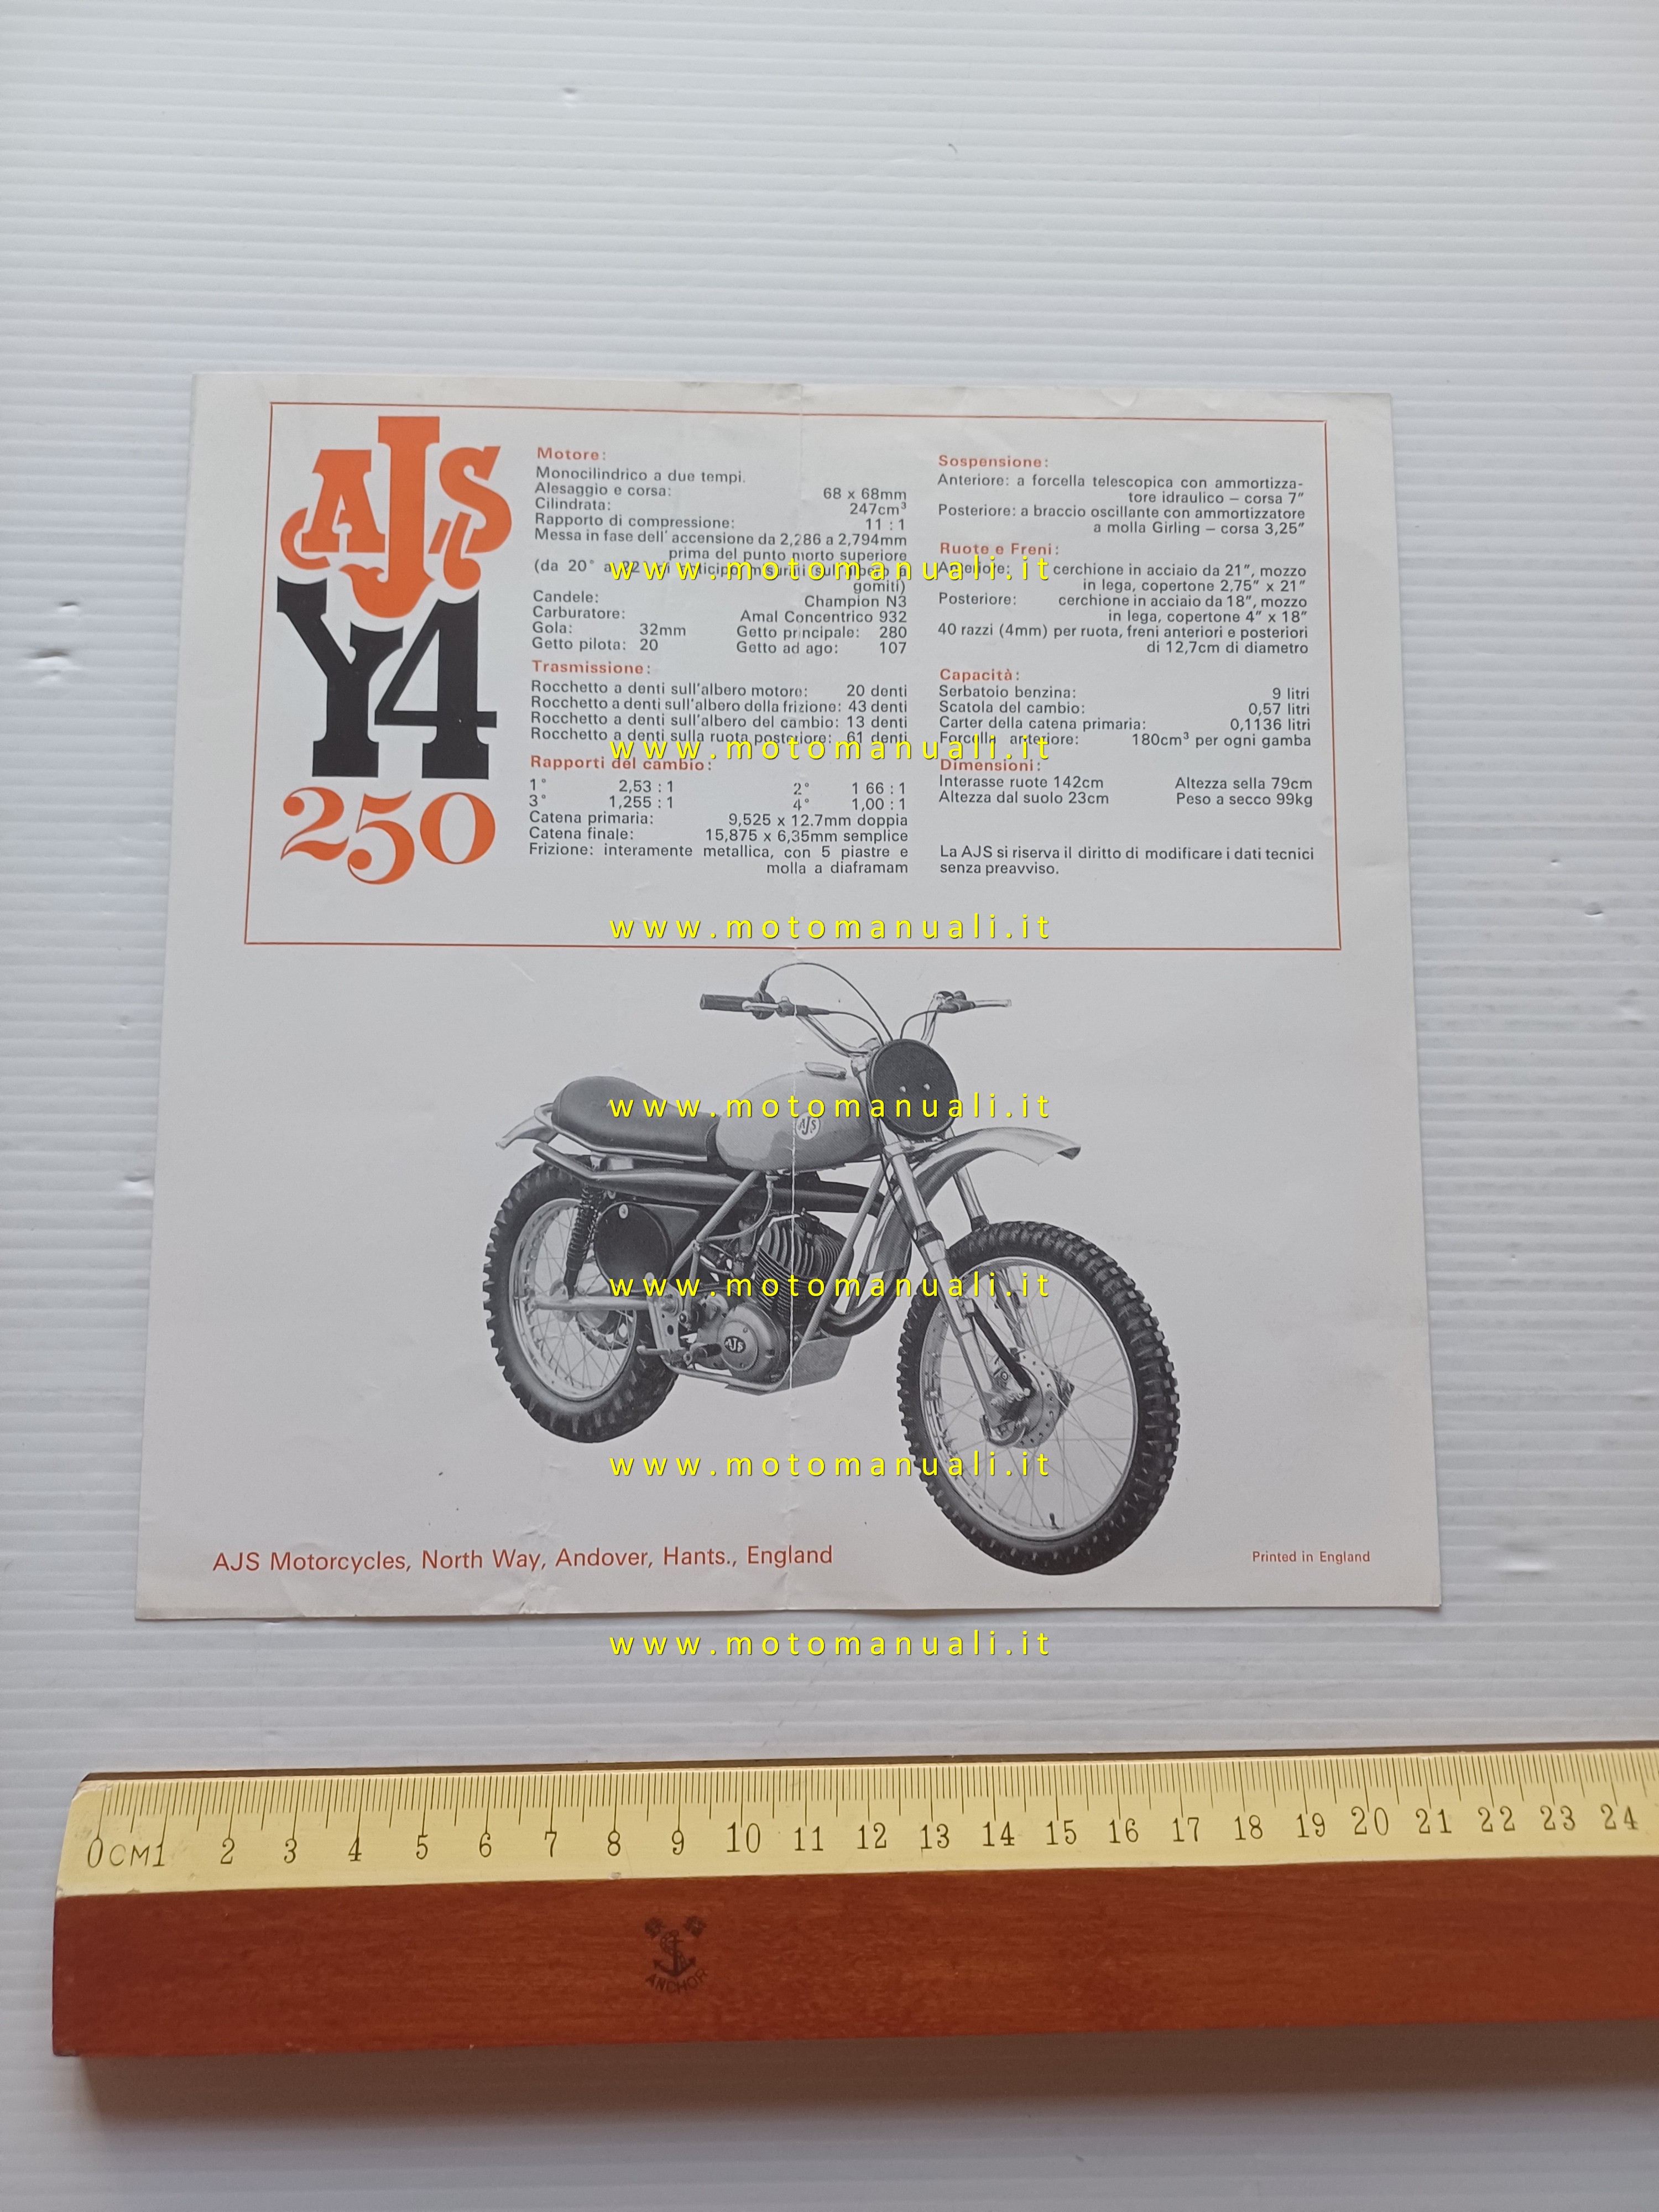 AJS
Y4
250
Motore:
Monocilindrico a due tempi.
Alesaggio e corsa: 68 x 68mm
Cilindrata: 247cm³
Rapporto di compressione: 11 : 1
Messa in fase dell' accensione da 2,286 a 2,794mm
prima del punto morto superiore
(da 20° a 22° di anticipo misurati sul albero a
gomiti)
Candele: Champion N3
Carburatore: Amal Concentrico 932
Gola: 32mm Getto principale: 280
Getto pilota: 20 Getto ad ago: 107
Trasmissione:
Rocchetto a denti sull'albero motore: 20 denti
Rocchetto a denti sull'albero della frizione: 43 denti
Rocchetto a denti sull'albero del cambio: 13 denti
Rocchetto a denti sulla ruota posteriore: 61 denti
Rapporti del cambio:
1° 2,53 : 1 2° 1 66 : 1
3° 1,255 : 1 4° 1,00 : 1
Catena primaria: 9,525 x 12.7mm doppia
Catena finale: 15,875 x 6,35mm semplice
Frizione: interamente metallica, con 5 piastre e
molla a diaframam
Sospensione:
Anteriore: a forcella telescopica con ammortizza-
tore idraulico – corsa 7"
Posteriore: a braccio oscillante con ammortizzatore
a molla Girling – corsa 3,25"
Ruote e Freni:
Anteriore: cerchione in acciaio da 21", mozzo
in lega, copertone 2,75" x 21"
Posteriore: cerchione in acciaio da 18", mozzo
in lega, copertone 4" x 18"
40 razzi (4mm) per ruota, freni anteriori e posteriori
di 12,7cm di diametro
Capacità:
Serbatoio benzina: 9 litri
Scatola del cambio: 0,57 litri
Carter della catena primaria: 0,1136 litri
Forcella anteriore: 180cm³ per ogni gamba
Dimensioni:
Interasse ruote 142cm Altezza sella 79cm
Altezza dal suolo 23cm Peso a secco 99kg
La AJS si riserva il diritto di modificare i dati tecnici
senza preavviso.
www.motomanuali.it
www.motomanuali.it
www.motomanuali.it
www.motomanuali.it
AJS
www.motomanuali.it
AJS
www.motomanuali.it
AJS Motorcycles, North Way, Andover, Hants., England
Printed in England
www.motomanuali.it
0 CM 1 2 3 4 5 6 7 8 9 10 11 12 13 14 15 16 17 18 19 20 21 22 23 24
ANCHOR